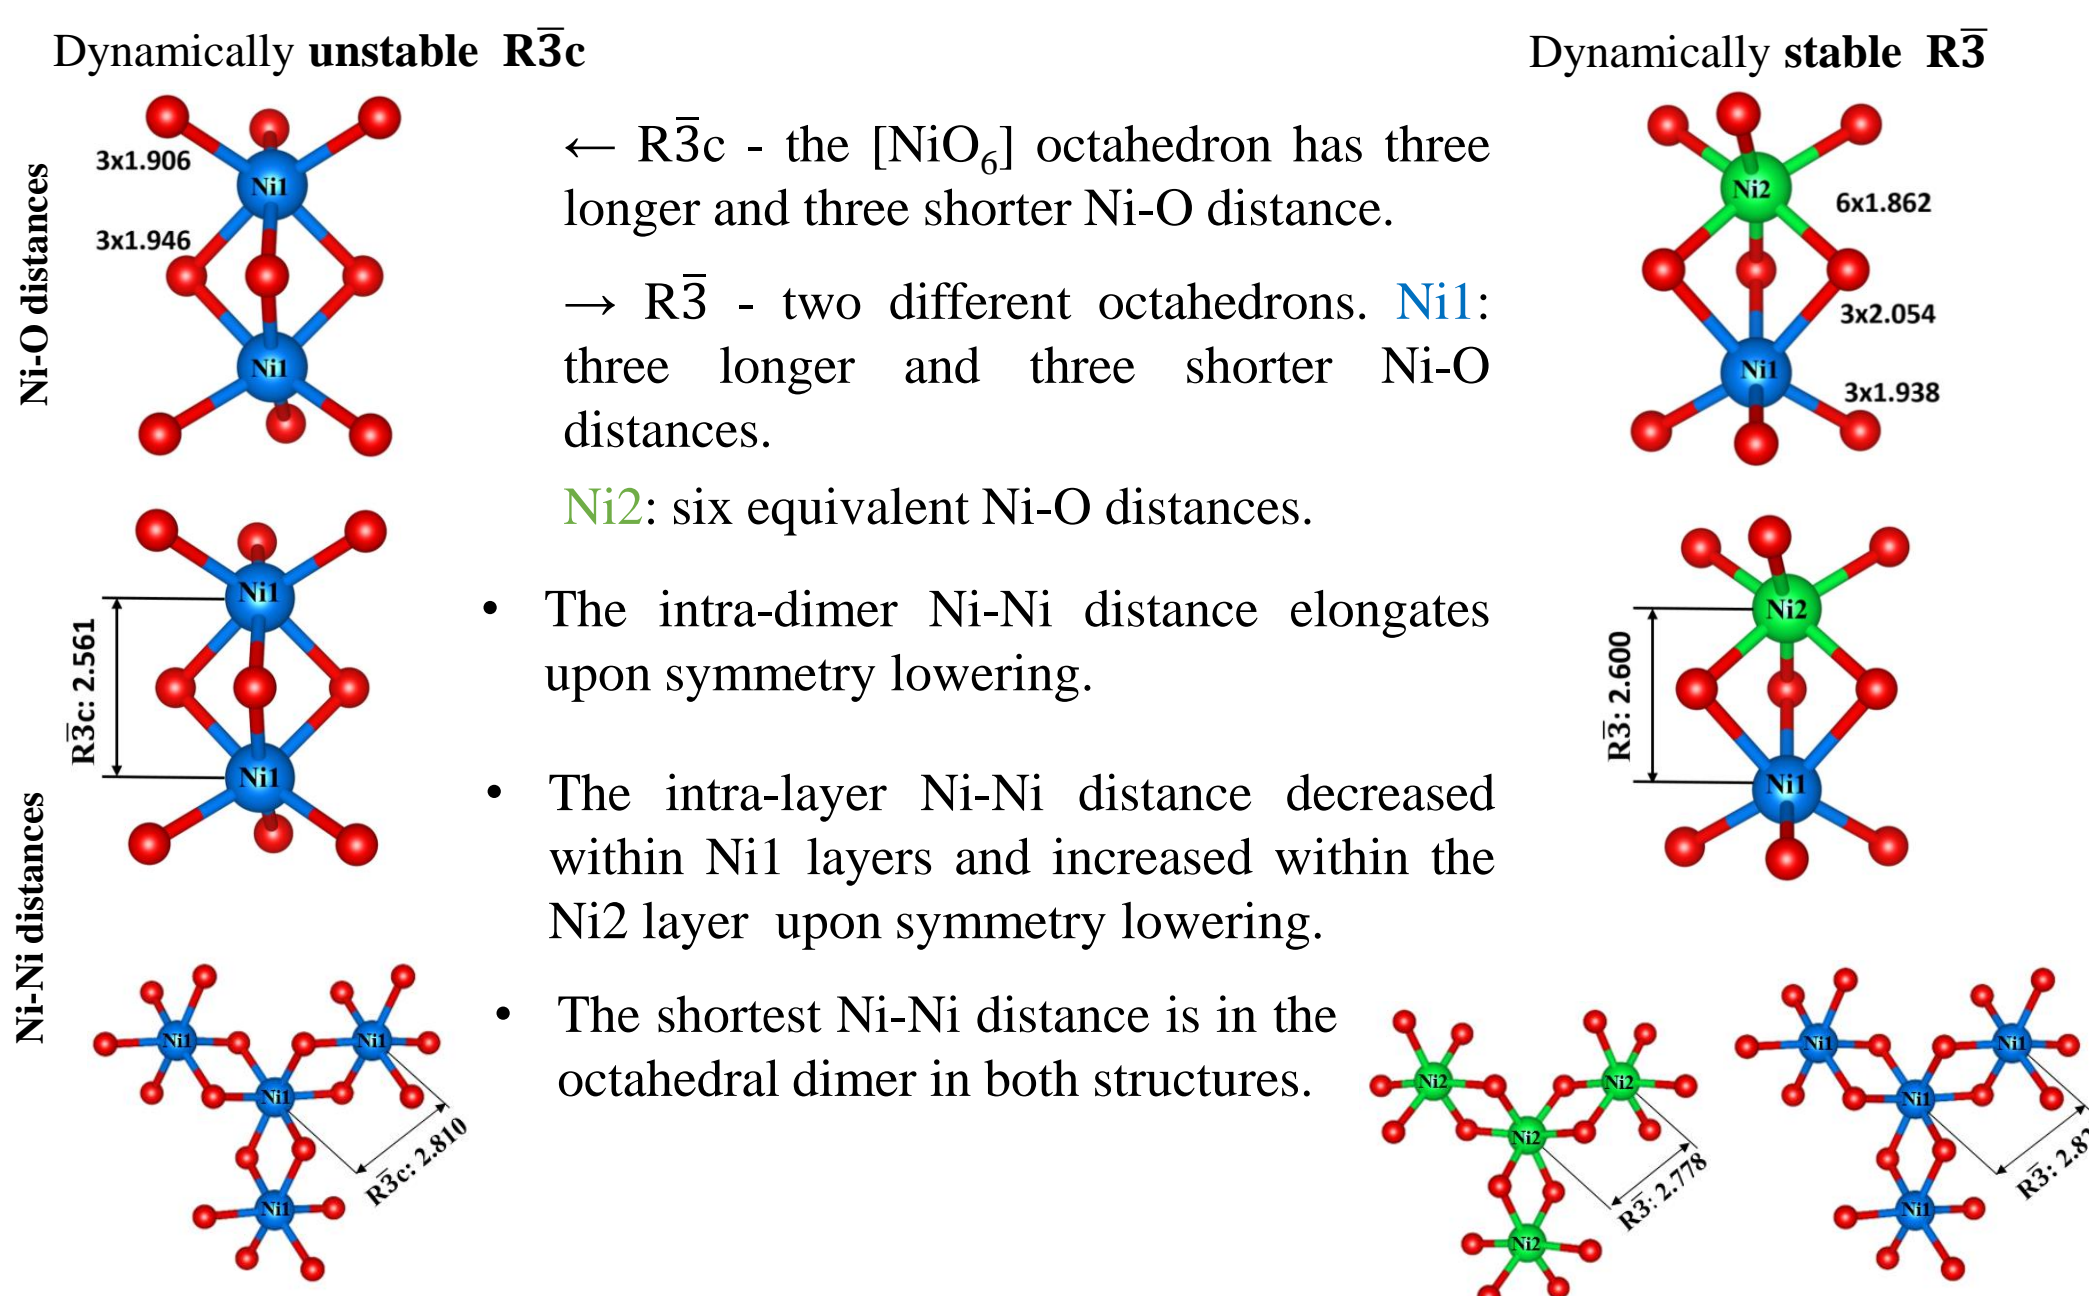 Dynamically unstable R3̅c
Dynamically stable R3̅
Ni-O distances
3x1.906
3x1.946
Ni1
Ni1
← R3̅c - the [NiO₆] octahedron has three
longer and three shorter Ni-O distance.
→ R3̅ - two different octahedrons. Ni1:
three longer and three shorter Ni-O
distances.
Ni2: six equivalent Ni-O distances.
Ni2
6x1.862
3x2.054
Ni1
3x1.938
Ni-Ni distances
Ni1
R3̅c: 2.561
Ni1
• The intra-dimer Ni-Ni distance elongates
upon symmetry lowering.
• The intra-layer Ni-Ni distance decreased
within Ni1 layers and increased within the
Ni2 layer upon symmetry lowering.
• The shortest Ni-Ni distance is in the
octahedral dimer in both structures.
Ni2
R3̅: 2.600
Ni1
Ni1
Ni1
Ni1
R3̅c: 2.810
Ni1
Ni2
Ni2
Ni2
R3̅: 2.778
Ni2
Ni1
Ni1
Ni1
R3̅: 2.82
Ni1